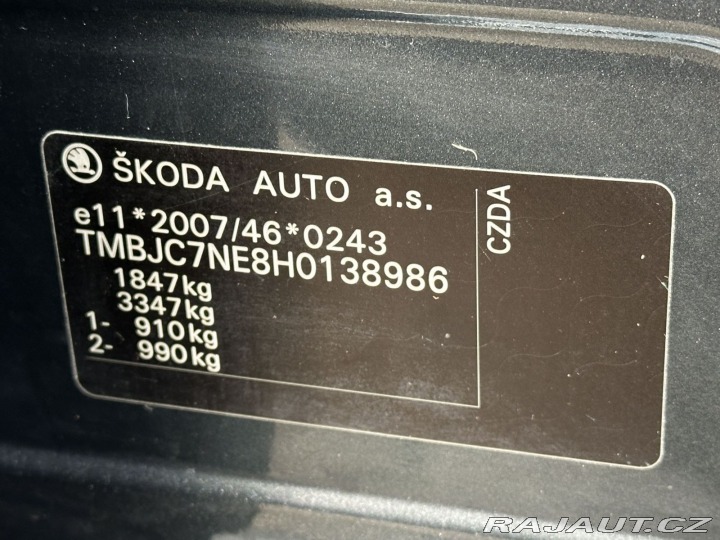 ŠKODA AUTO a.s.
e11*2007/46*0243
TMBJC7NE8H0138986
1847kg
3347kg
1- 910kg
2- 990kg
CZDA
RAJAUT.CZ